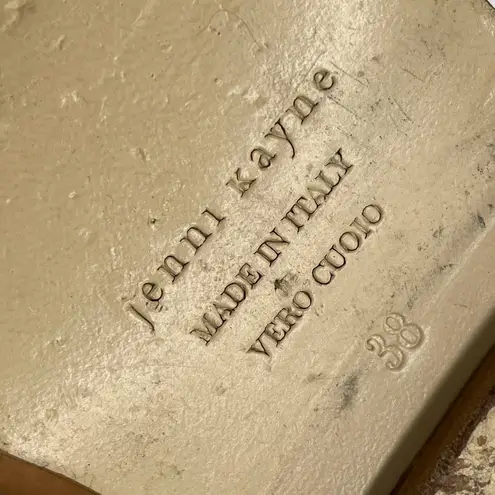 jenni kayne
MADE IN ITALY
VERO CUOIO
38